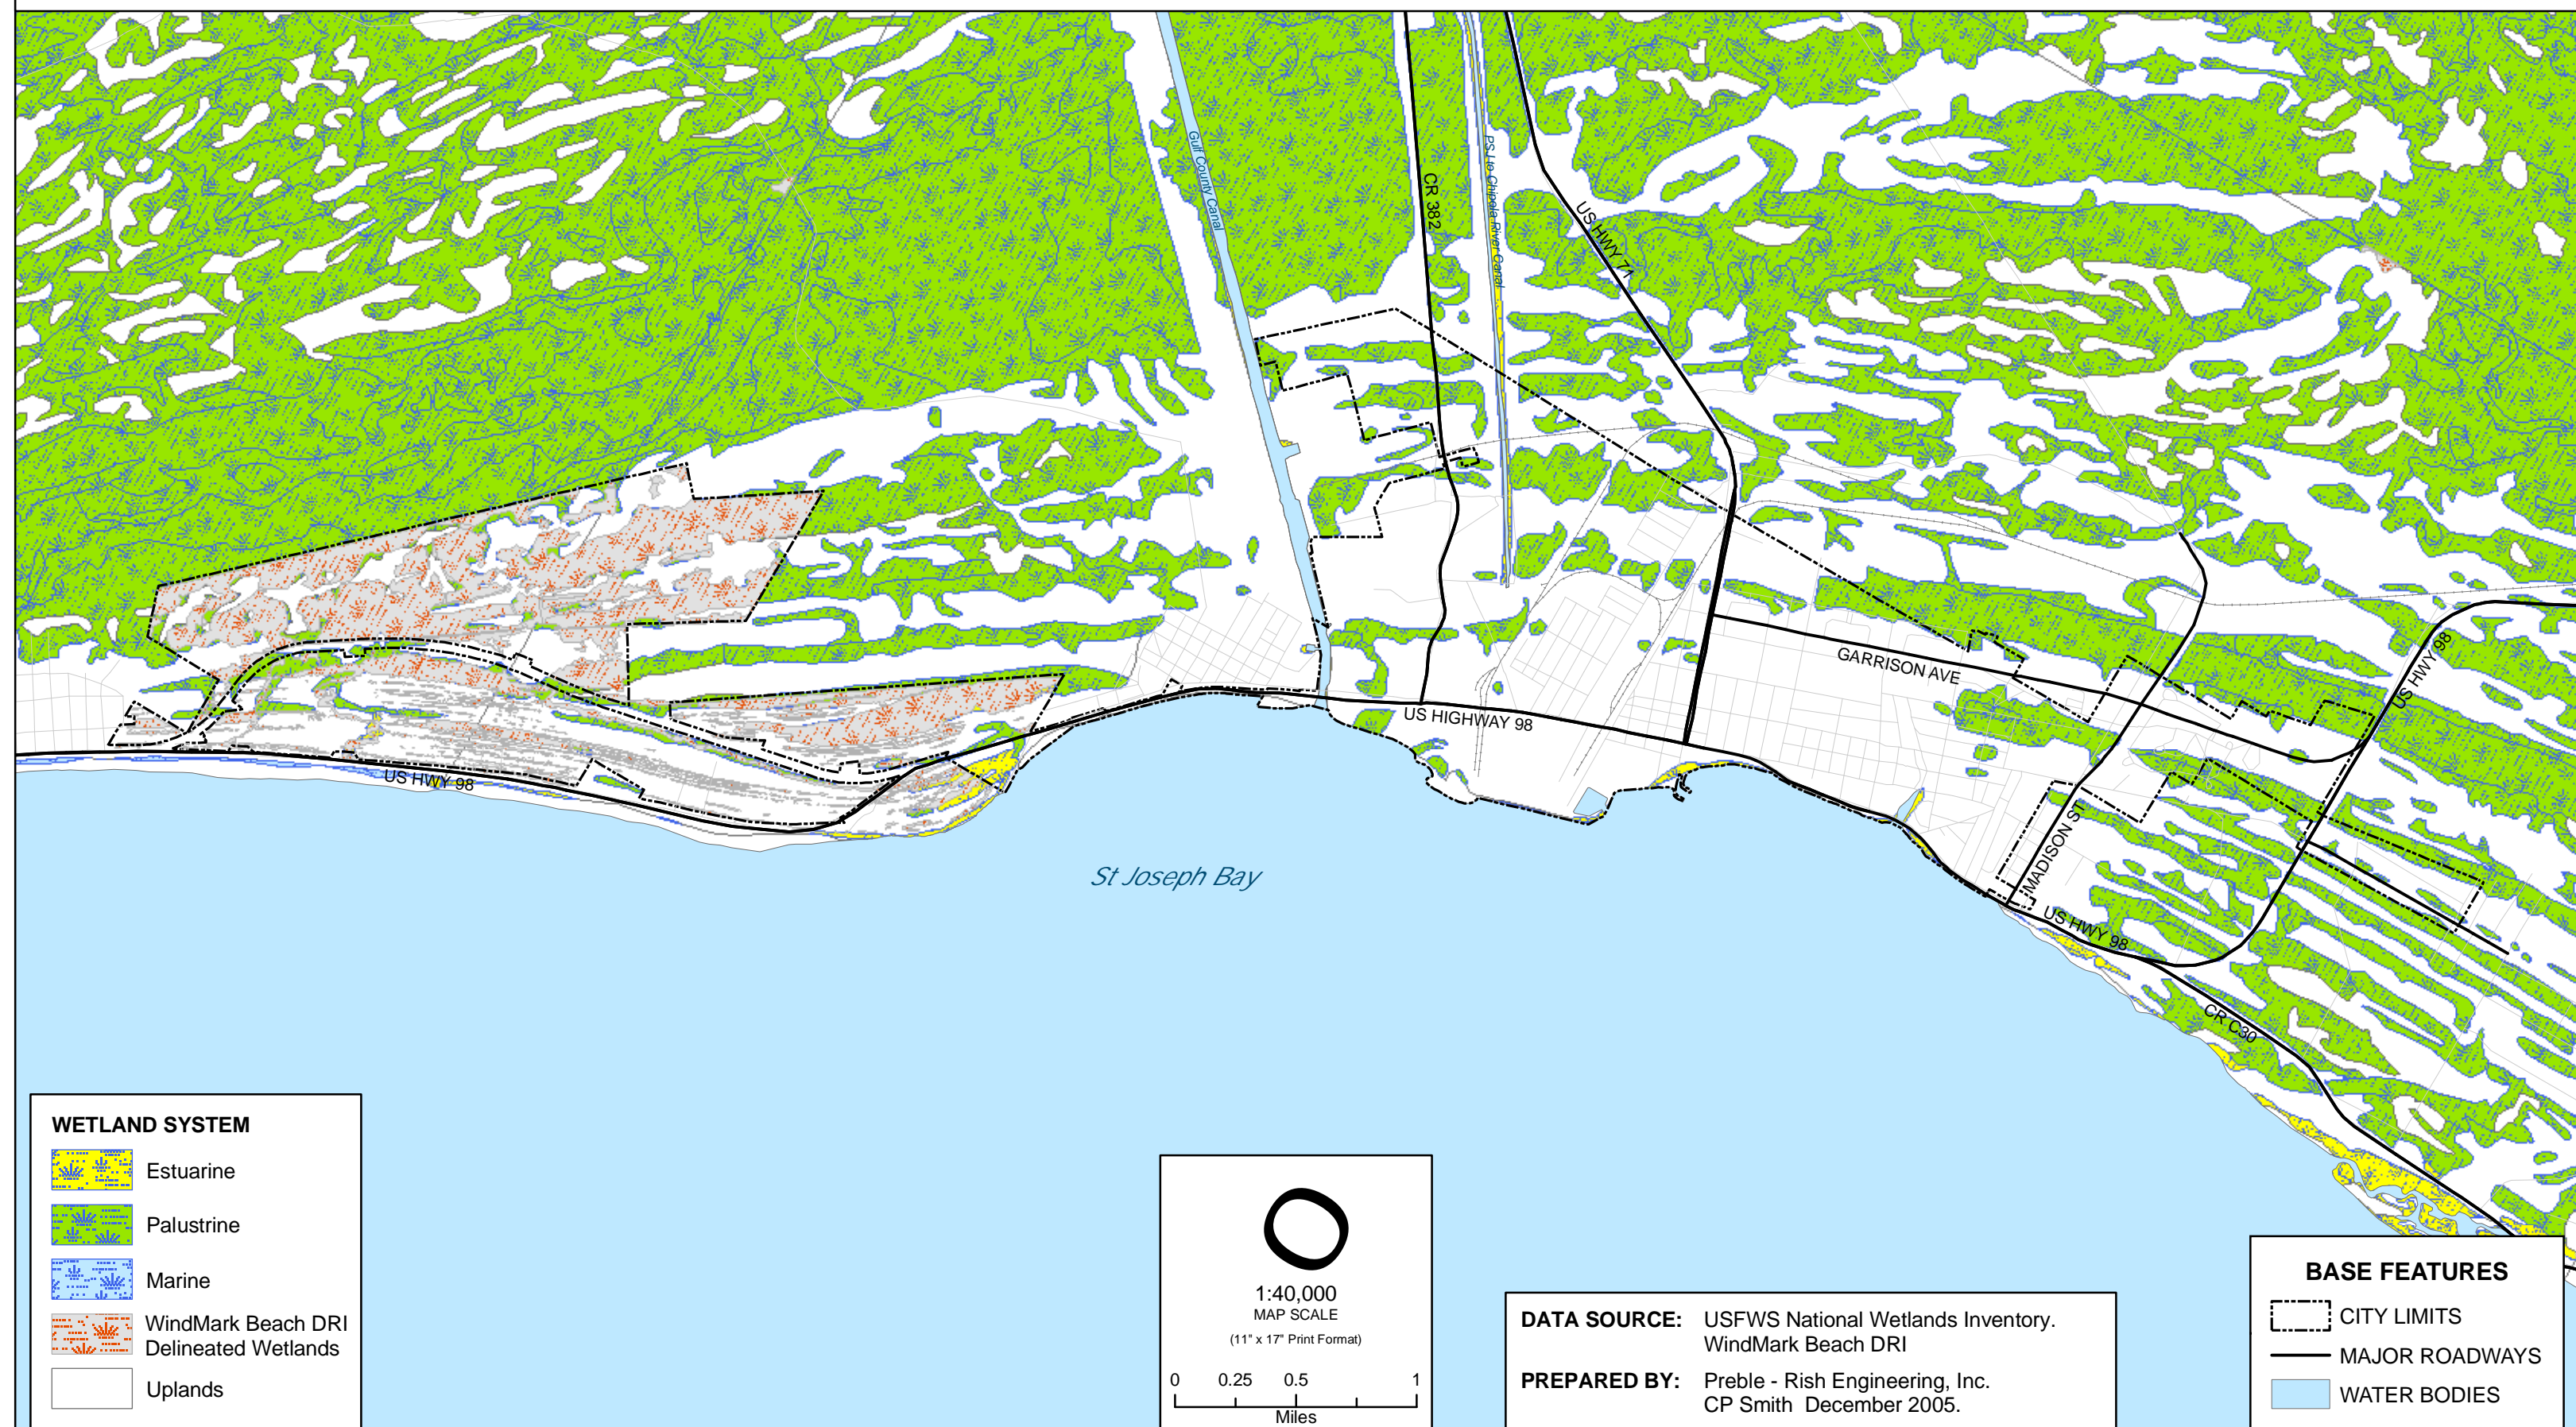 Gulf County Canal
CR 382
PSJ to Chipola River Canal
US HWY 71
GARRISON AVE
US HWY 98
US HIGHWAY 98
US HWY 98
MADISON ST
St Joseph Bay
US HWY 98
CR C30
WETLAND SYSTEM
Estuarine
Palustrine
Marine
WindMark Beach DRI
Delineated Wetlands
Uplands
1:40,000
MAP SCALE
(11" x 17" Print Format)
0 0.25 0.5 1
Miles
DATA SOURCE: USFWS National Wetlands Inventory.
WindMark Beach DRI
PREPARED BY: Preble - Rish Engineering, Inc.
CP Smith December 2005.
BASE FEATURES
CITY LIMITS
MAJOR ROADWAYS
WATER BODIES